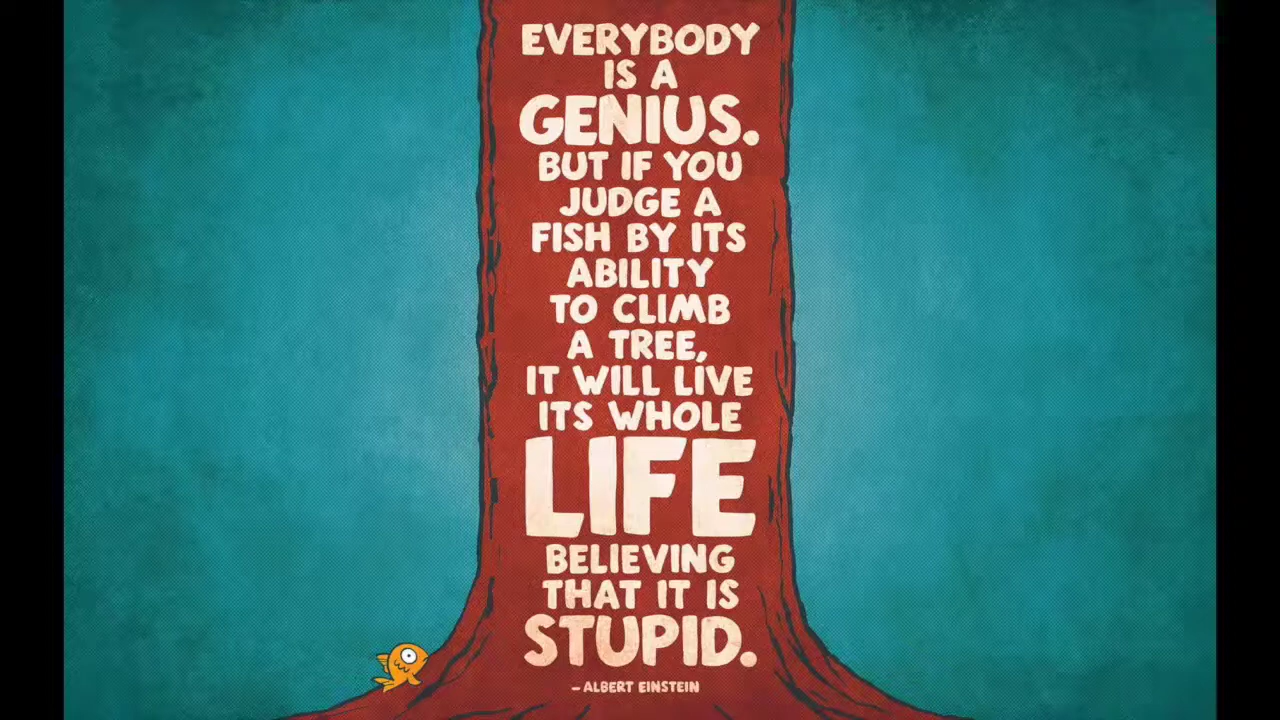 EVERYBODY
IS A
GENIUS.
BUT IF YOU
JUDGE A
FISH BY ITS
ABILITY
TO CLIMB
A TREE,
IT WILL LIVE
ITS WHOLE
LIFE
BELIEVING
THAT IT IS
STUPID.
– ALBERT EINSTEIN